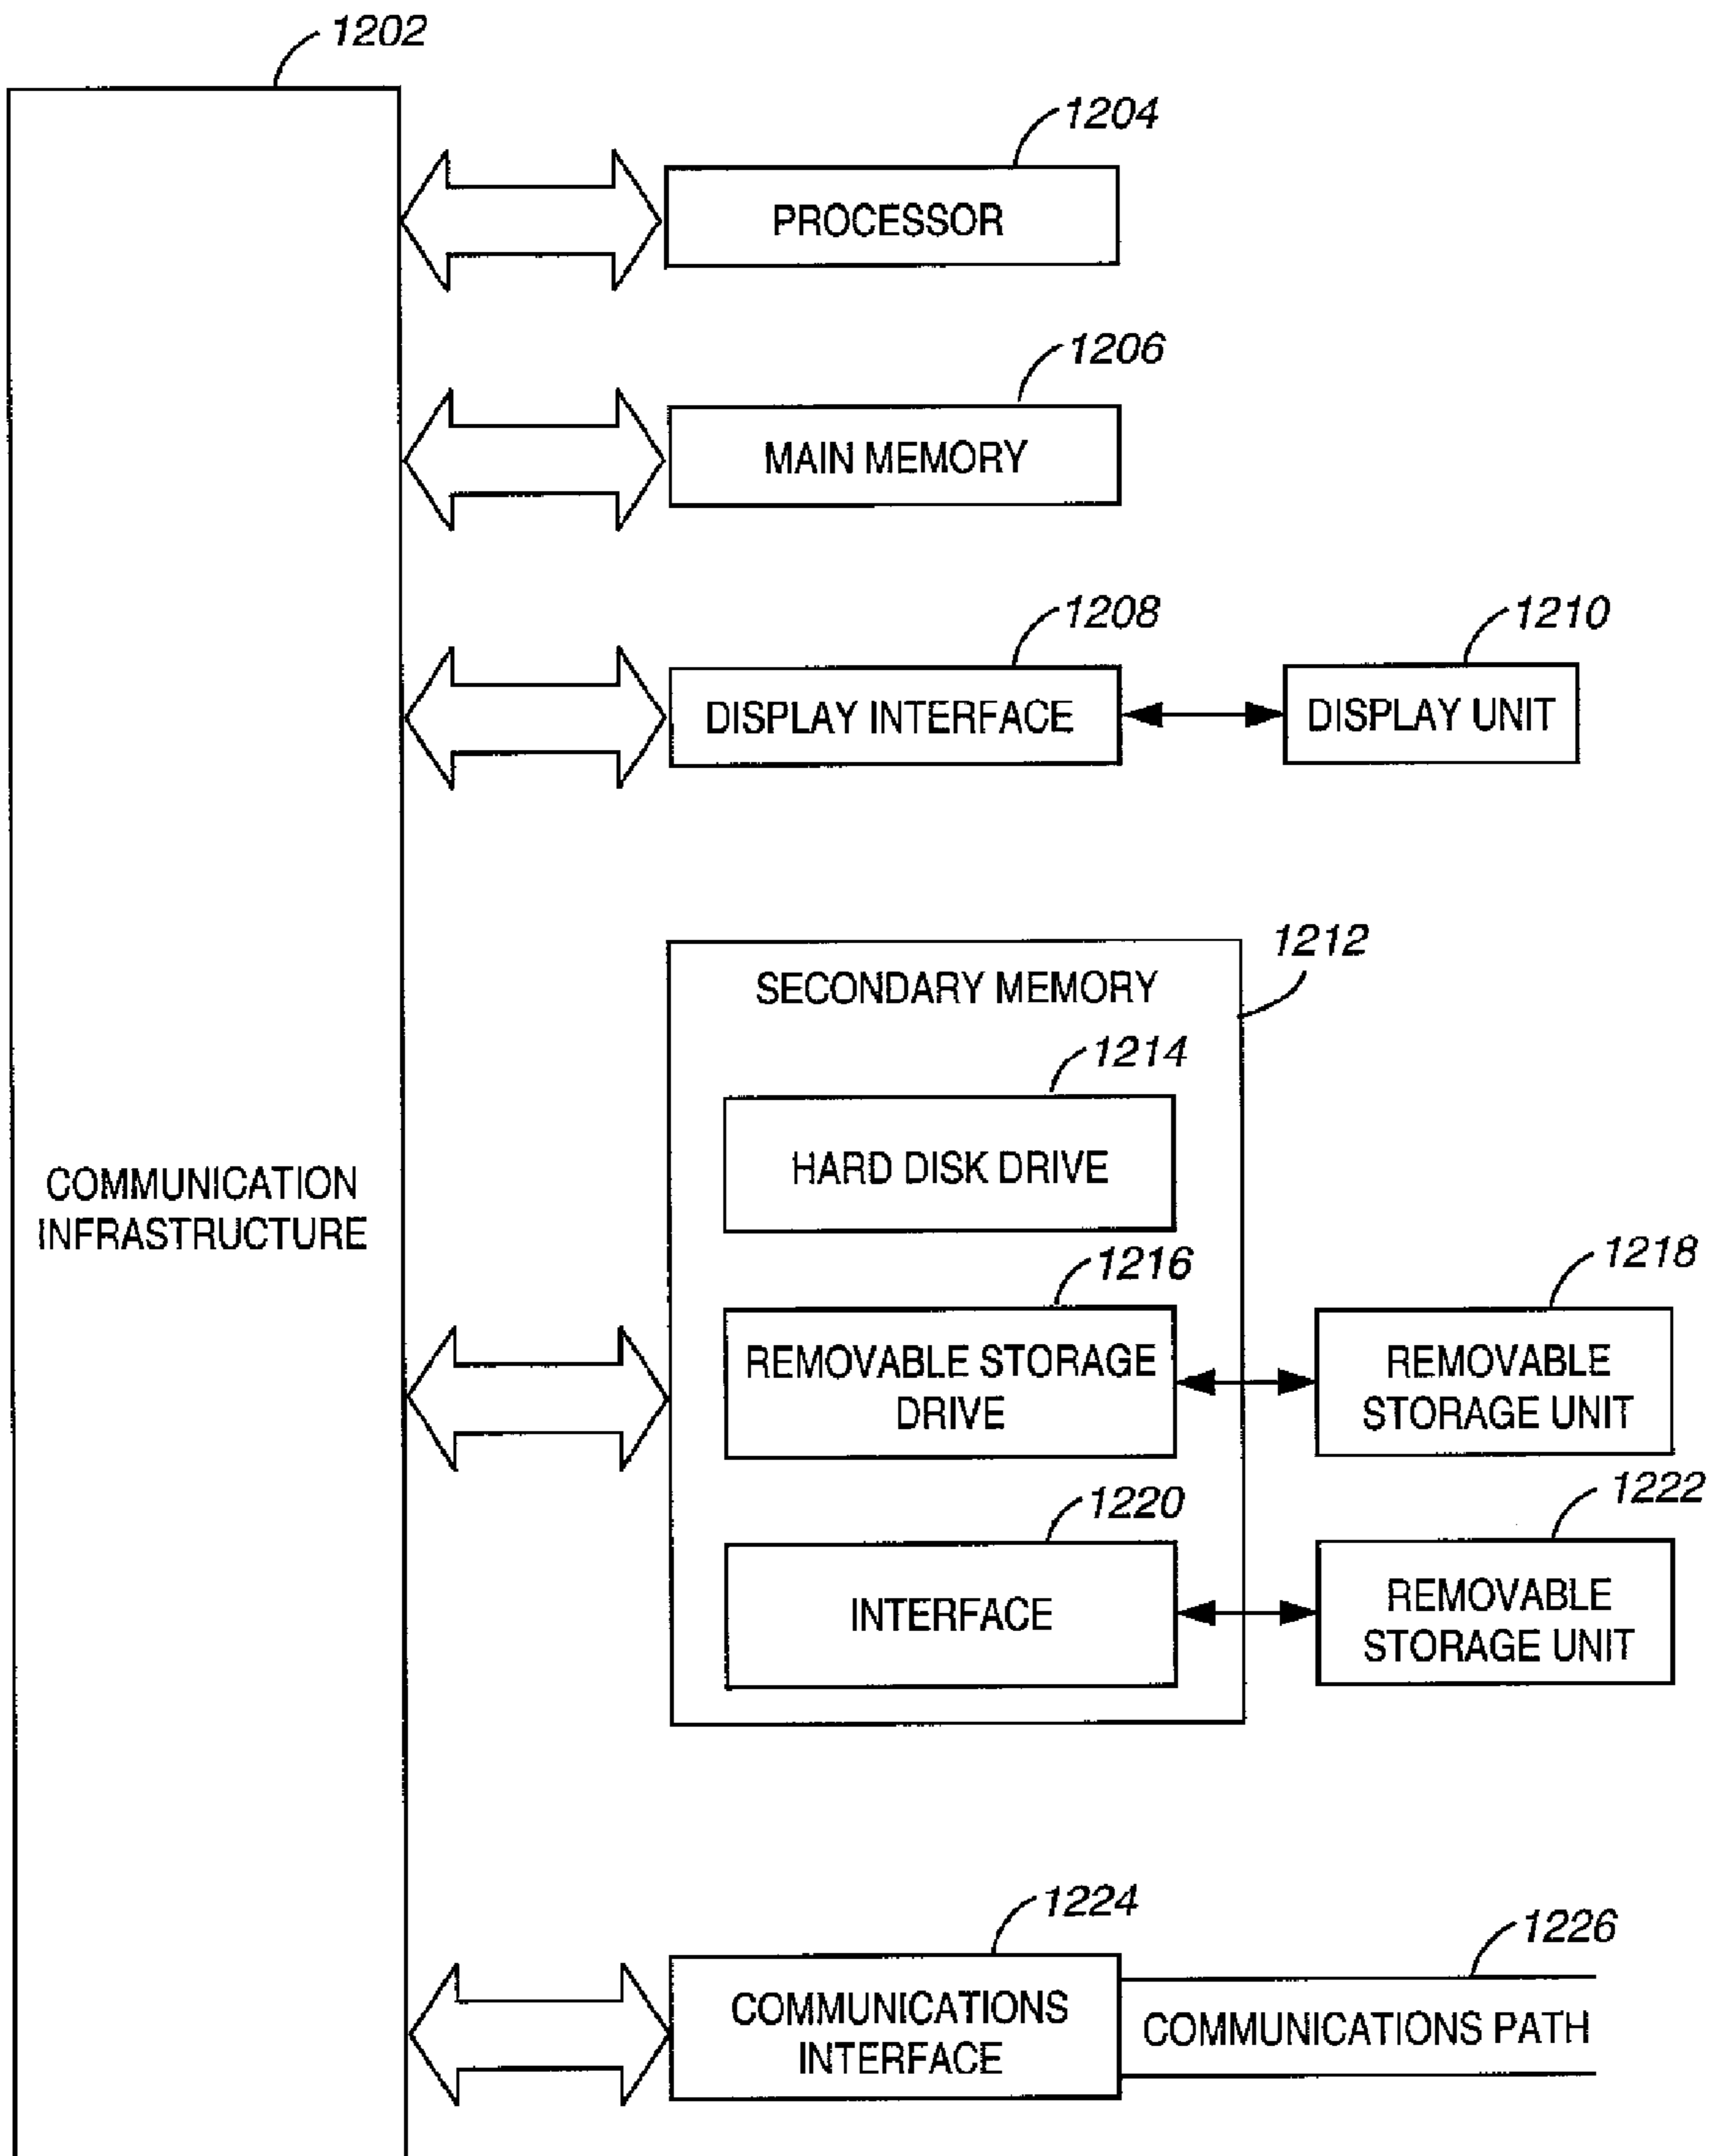 1202
1204
PROCESSOR
1206
MAIN MEMORY
1208
1210
DISPLAY INTERFACE
DISPLAY UNIT
1212
SECONDARY MEMORY
1214
HARD DISK DRIVE
COMMUNICATION
INFRASTRUCTURE
1216
1218
REMOVABLE STORAGE
DRIVE
REMOVABLE
STORAGE UNIT
1220
1222
INTERFACE
REMOVABLE
STORAGE UNIT
1224
1226
COMMUNICATIONS
INTERFACE
COMMUNICATIONS PATH